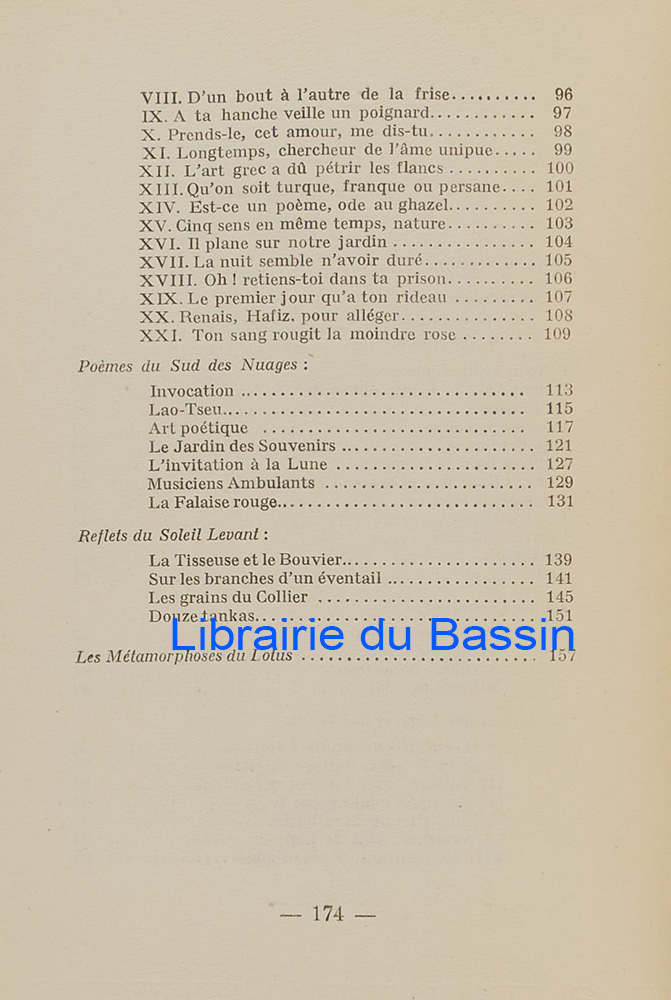 VIII. D'un bout à l'autre de la frise.......... 96
IX. A ta hanche veille un poignard............ 97
X. Prends-le, cet amour, me dis-tu............ 98
XI. Longtemps, chercheur de l'âme unipue..... 99
XII. L'art grec a dû pétrir les flancs .......... 100
XIII. Qu'on soit turque, franque ou persane.... 101
XIV. Est-ce un poème, ode au ghazel.......... 102
XV. Cinq sens en même temps, nature.......... 103
XVI. Il plane sur notre jardin ................ 104
XVII. La nuit semble n'avoir duré............. 105
XVIII. Oh ! retiens-toi dans ta prison.......... 106
XIX. Le premier jour qu'a ton rideau ......... 107
XX. Renais, Hafiz, pour alléger................ 108
XXI. Ton sang rougit la moindre rose ........ 109
Poèmes du Sud des Nuages :
Invocation ................................ 113
Lao-Tseu.................................. 115
Art poétique ............................... 117
Le Jardin des Souvenirs ...................... 121
L'invitation à la Lune ....................... 127
Musiciens Ambulants ........................ 129
La Falaise rouge............................. 131
Reflets du Soleil Levant :
La Tisseuse et le Bouvier...................... 139
Sur les branches d'un éventail ................. 141
Les grains du Collier ......................... 145
Douze tankas................................ 151
Librairie du Bassin
Les Métamorphoses du Lotus .......................... 157
— 174 —